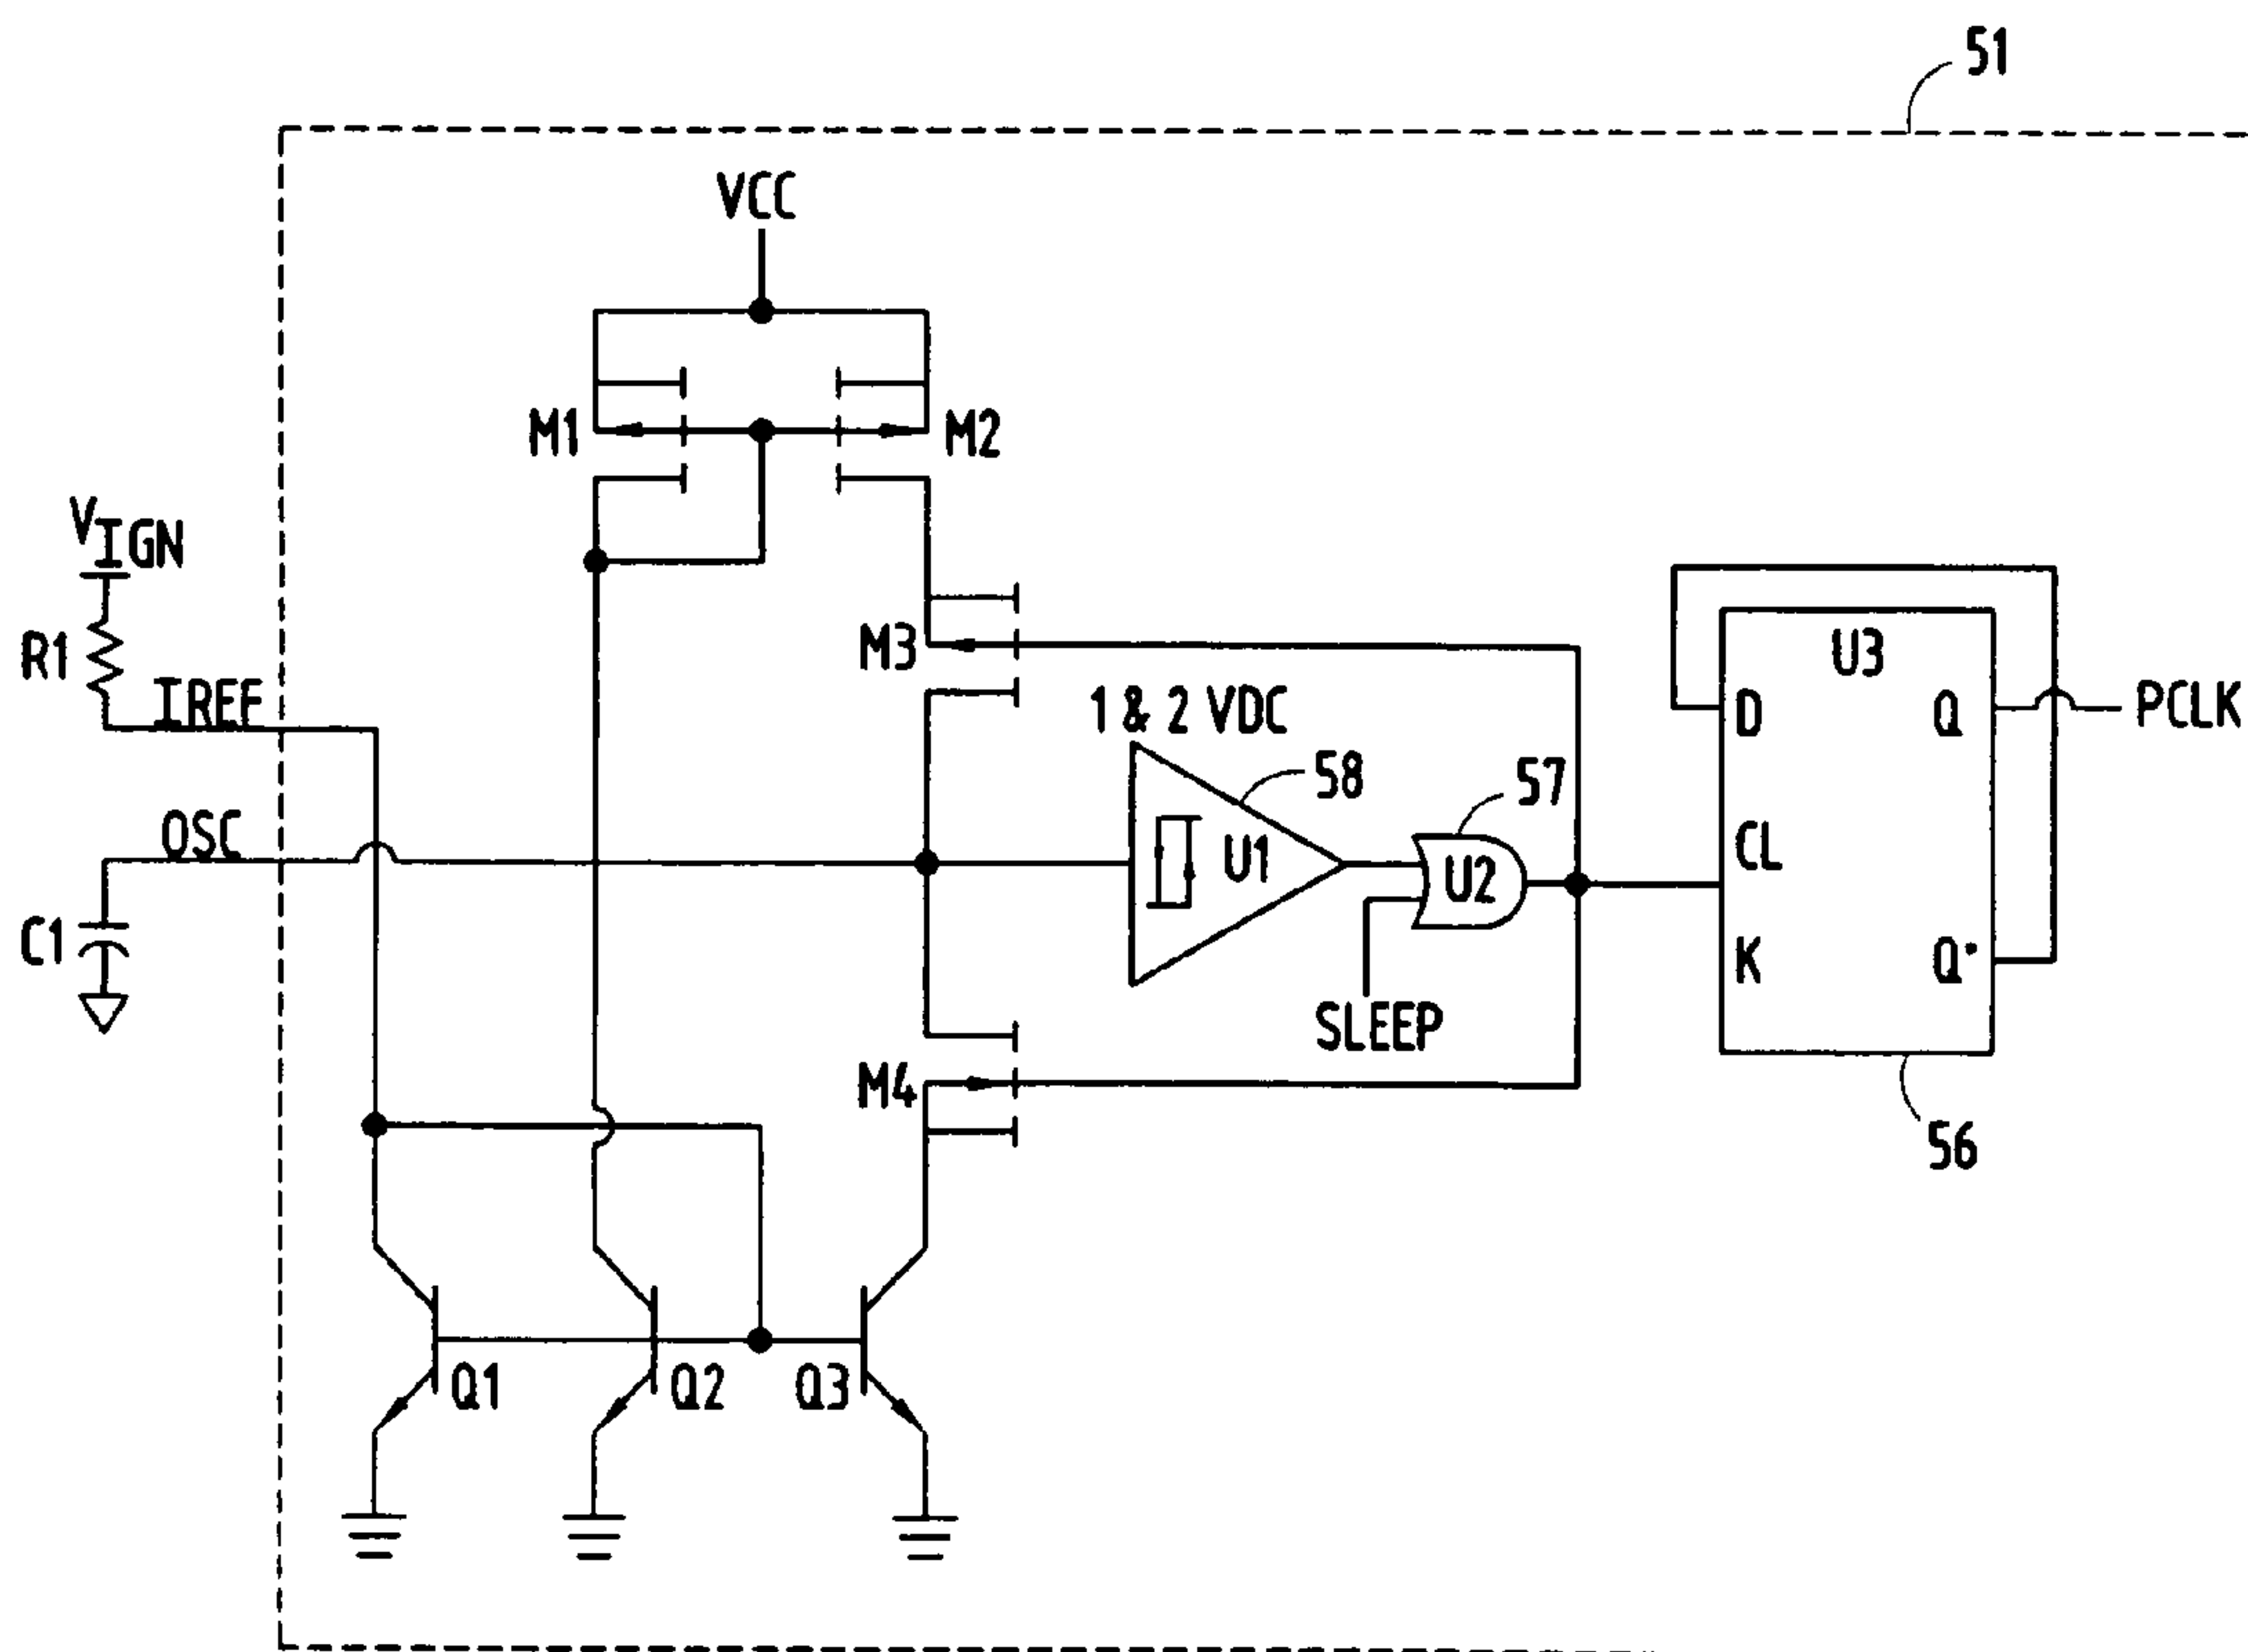 51
VCC
M1
M2
VIGN
R1
IREF
M3
U3
1 & 2 VDC
D
Q
PCLK
58
57
OSC
U1
U2
CL
C1
K
Q•
SLEEP
M4
56
Q1
Q2
Q3